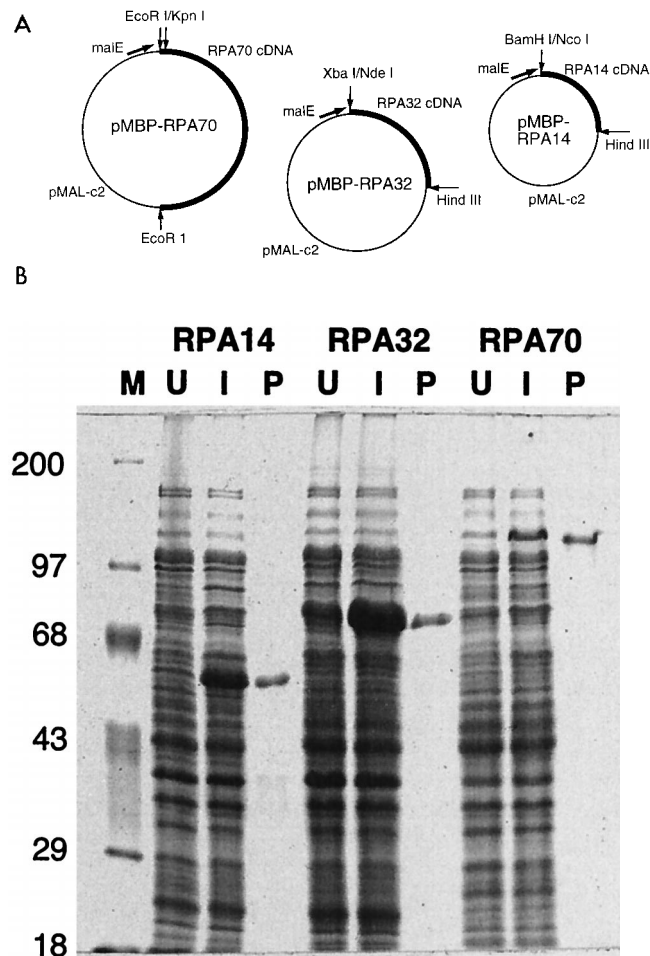 A
EcoR I/Kpn I
malE
RPA70 cDNA
pMBP-RPA70
pMAL-c2
EcoR 1
Xba I/Nde I
malE
RPA32 cDNA
pMBP-RPA32
Hind III
pMAL-c2
BamH I/Nco I
malE
RPA14 cDNA
pMBP-
RPA14
Hind III
pMAL-c2
B
RPA14 RPA32 RPA70
M U I P U I P U I P
200
97
68
43
29
18